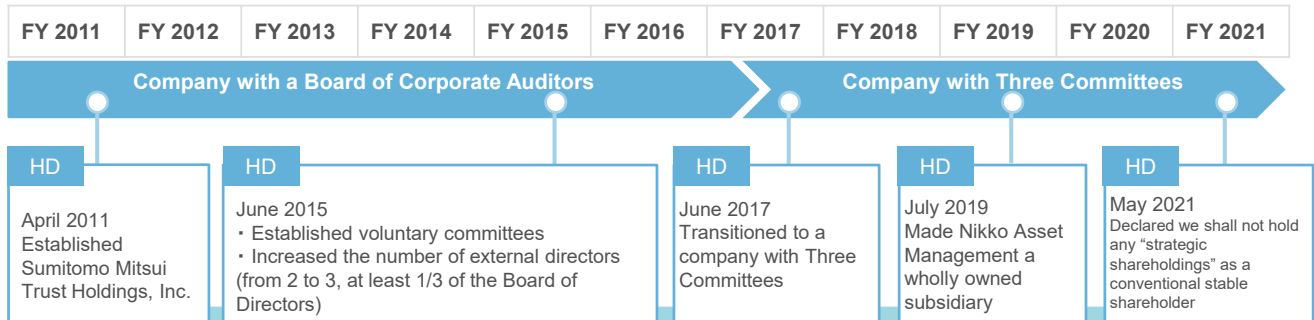 FY 2011 FY 2012 FY 2013 FY 2014 FY 2015 FY 2016 FY 2017 FY 2018 FY 2019 FY 2020 FY 2021
Company with a Board of Corporate Auditors
Company with Three Committees
HD
April 2011
Established
Sumitomo Mitsui
Trust Holdings, Inc.
HD
June 2015
・Established voluntary committees
・Increased the number of external directors
(from 2 to 3, at least 1/3 of the Board of
Directors)
HD
June 2017
Transitioned to a
company with Three
Committees
HD
July 2019
Made Nikko Asset
Management a
wholly owned
subsidiary
HD
May 2021
Declared we shall not hold
any “strategic
shareholdings” as a
conventional stable
shareholder